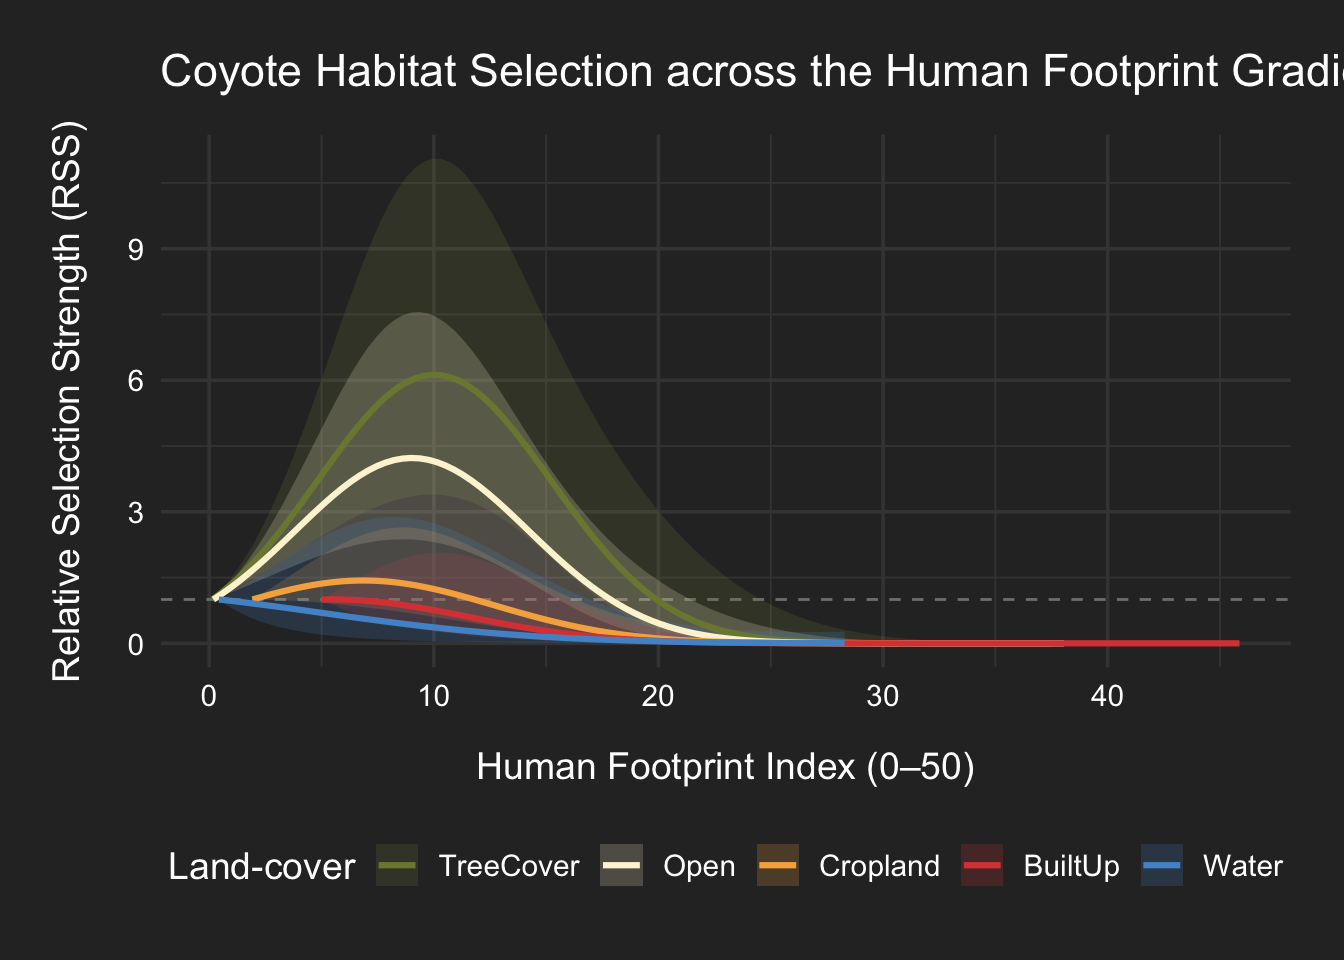 Coyote Habitat Selection across the Human Footprint Gradi
Relative Selection Strength (RSS)
9
6
3
0
0 10 20 30 40
Human Footprint Index (0–50)
Land-cover TreeCover Open Cropland BuiltUp Water